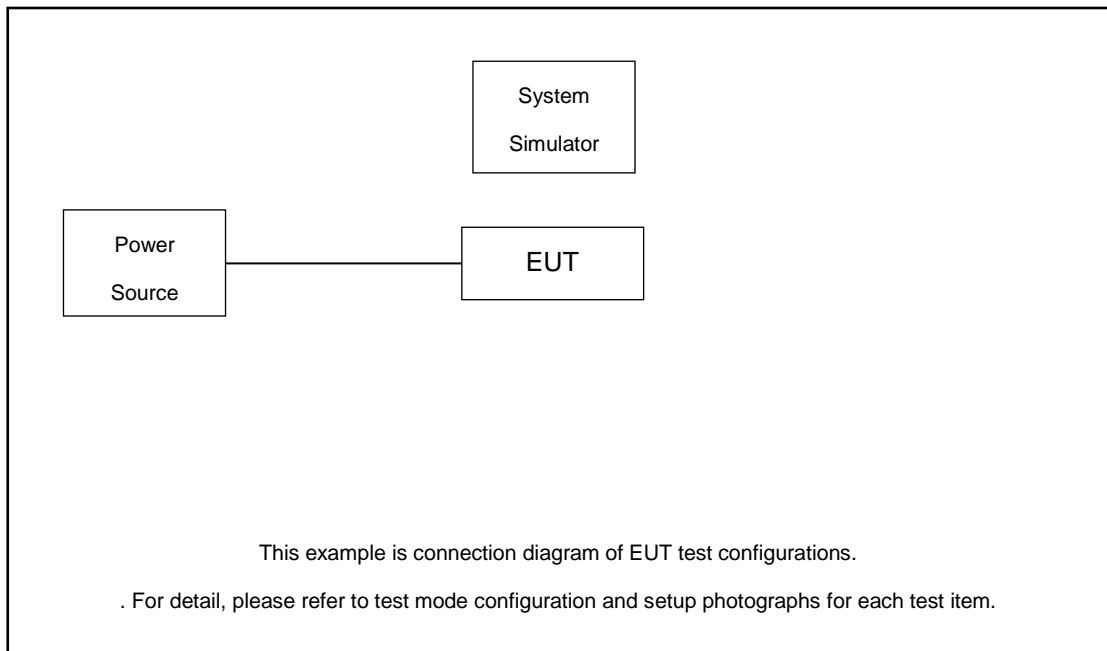 System
Simulator
Power
Source
EUT
This example is connection diagram of EUT test configurations.
. For detail, please refer to test mode configuration and setup photographs for each test item.